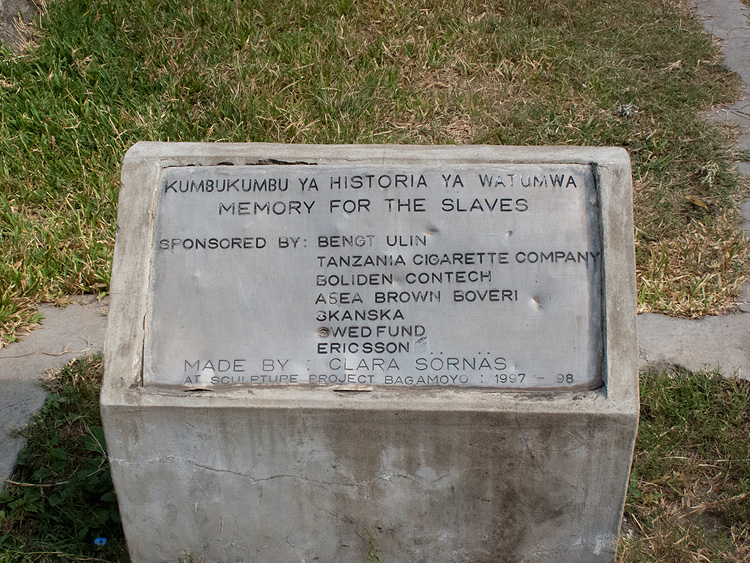 KUMBUKUMBU YA HISTORIA YA WATUMWA
MEMORY FOR THE SLAVES
SPONSORED BY: BENGT ULIN
TANZANIA CIGARETTE COMPANY
BOLIDEN CONTECH
ASEA BROWN BOVERI
SKANSKA
SWEDFUND
ERICSSON
MADE BY : CLARA SORNAS
AT SCULPTURE PROJECT BAGAMOYO : 1997 - 98